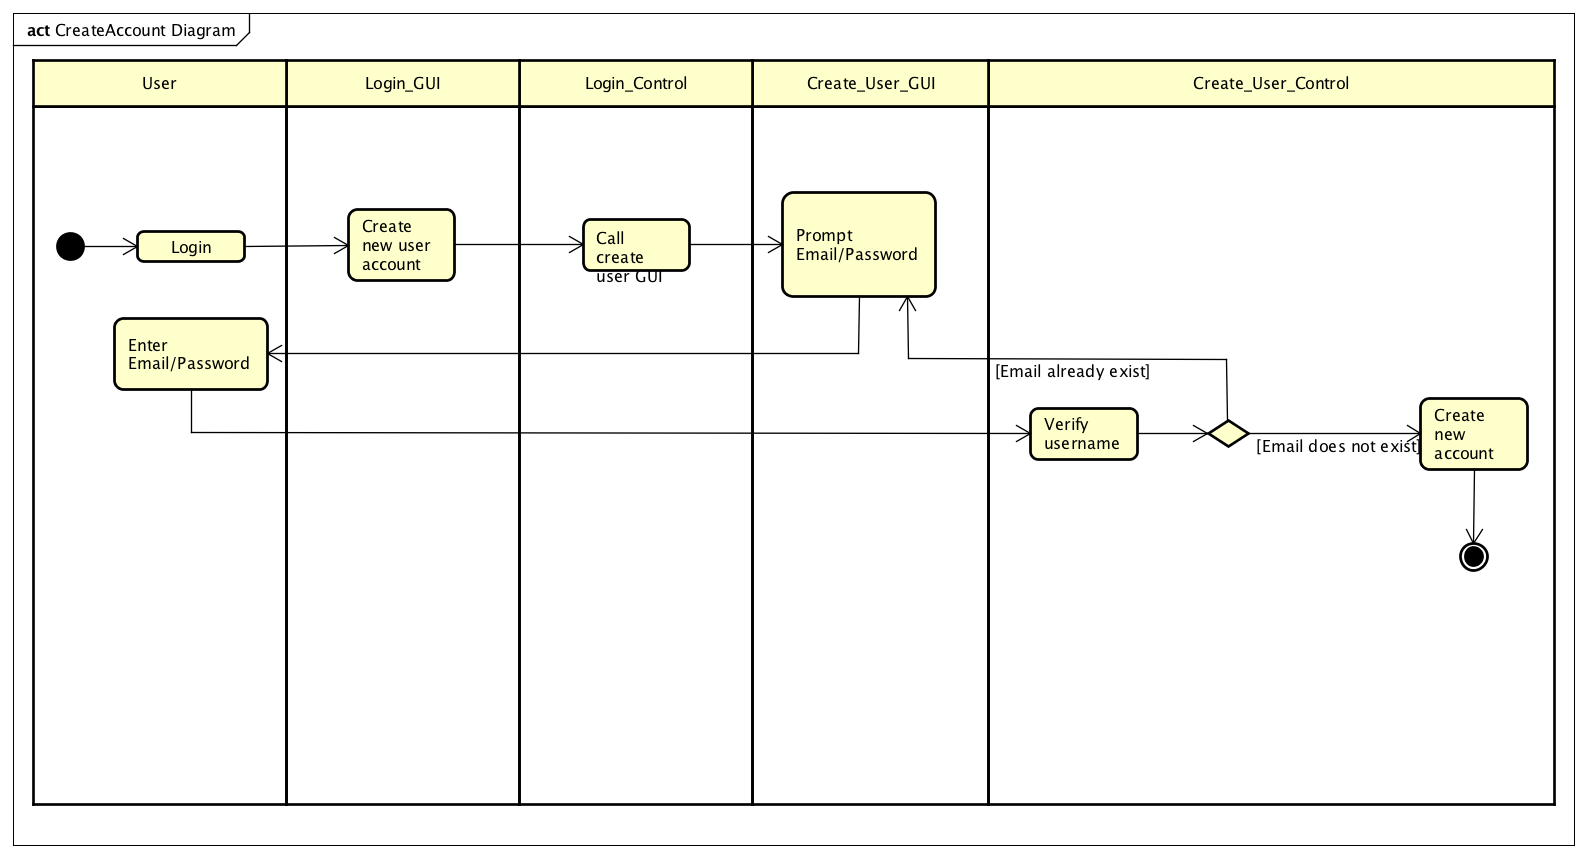 act CreateAccount Diagram
User
Login_GUI
Login_Control
Create_User_GUI
Create_User_Control
Login
Create
new user
account
Call
create
user GUI
Prompt
Email/Password
Enter
Email/Password
[Email already exist]
Verify
username
[Email does not exist]
Create
new
account